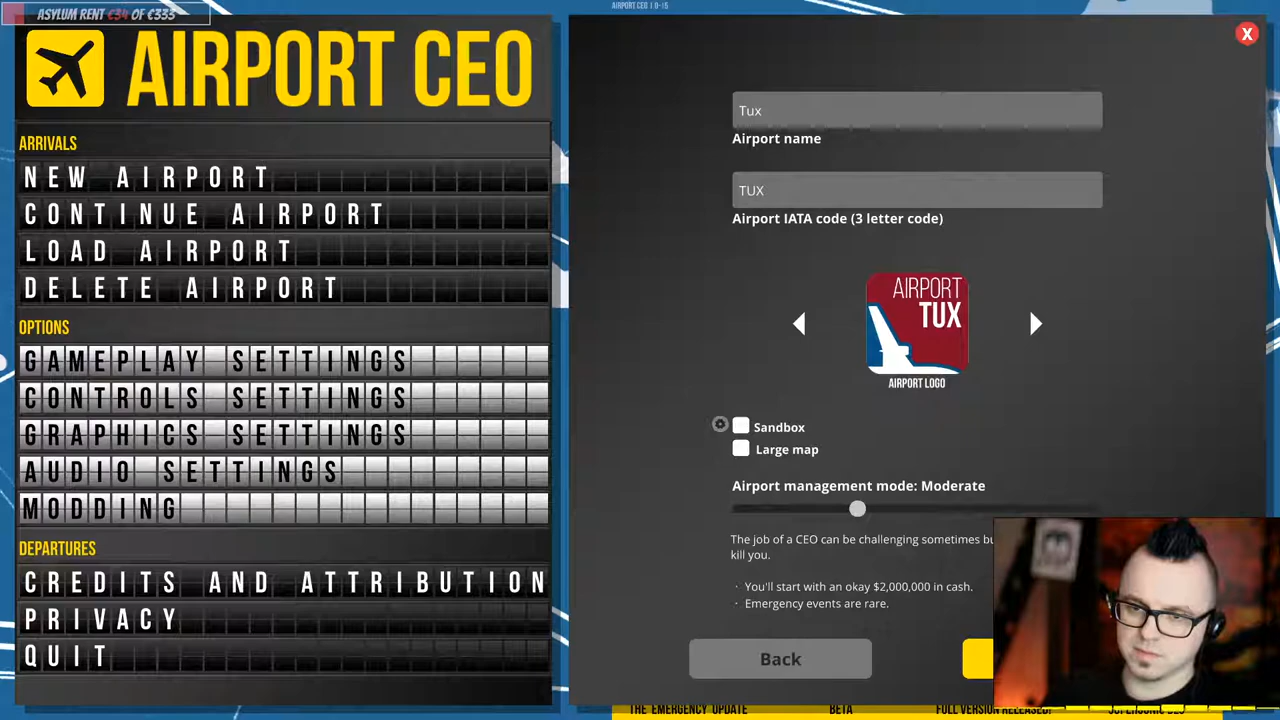 ASYLUM RENT €34 OF €333
AIRPORT CEO | 0-15
AIRPORT CEO
ARRIVALS
NEW AIRPORT
CONTINUE AIRPORT
LOAD AIRPORT
DELETE AIRPORT
OPTIONS
GAMEPLAY SETTINGS
CONTROLS SETTINGS
GRAPHICS SETTINGS
AUDIO SETTINGS
MODDING
DEPARTURES
CREDITS AND ATTRIBUTION
PRIVACY
QUIT
X
Tux
Airport name
TUX
Airport IATA code (3 letter code)
AIRPORT
TUX
AIRPORT LOGO
Sandbox
Large map
Airport management mode: Moderate
The job of a CEO can be challenging sometimes
kill you.
· You'll start with an okay $2,000,000 in cash.
· Emergency events are rare.
Back
THE EMERGENCY UPDATE
BETA
FULL VERSION RELEASED!